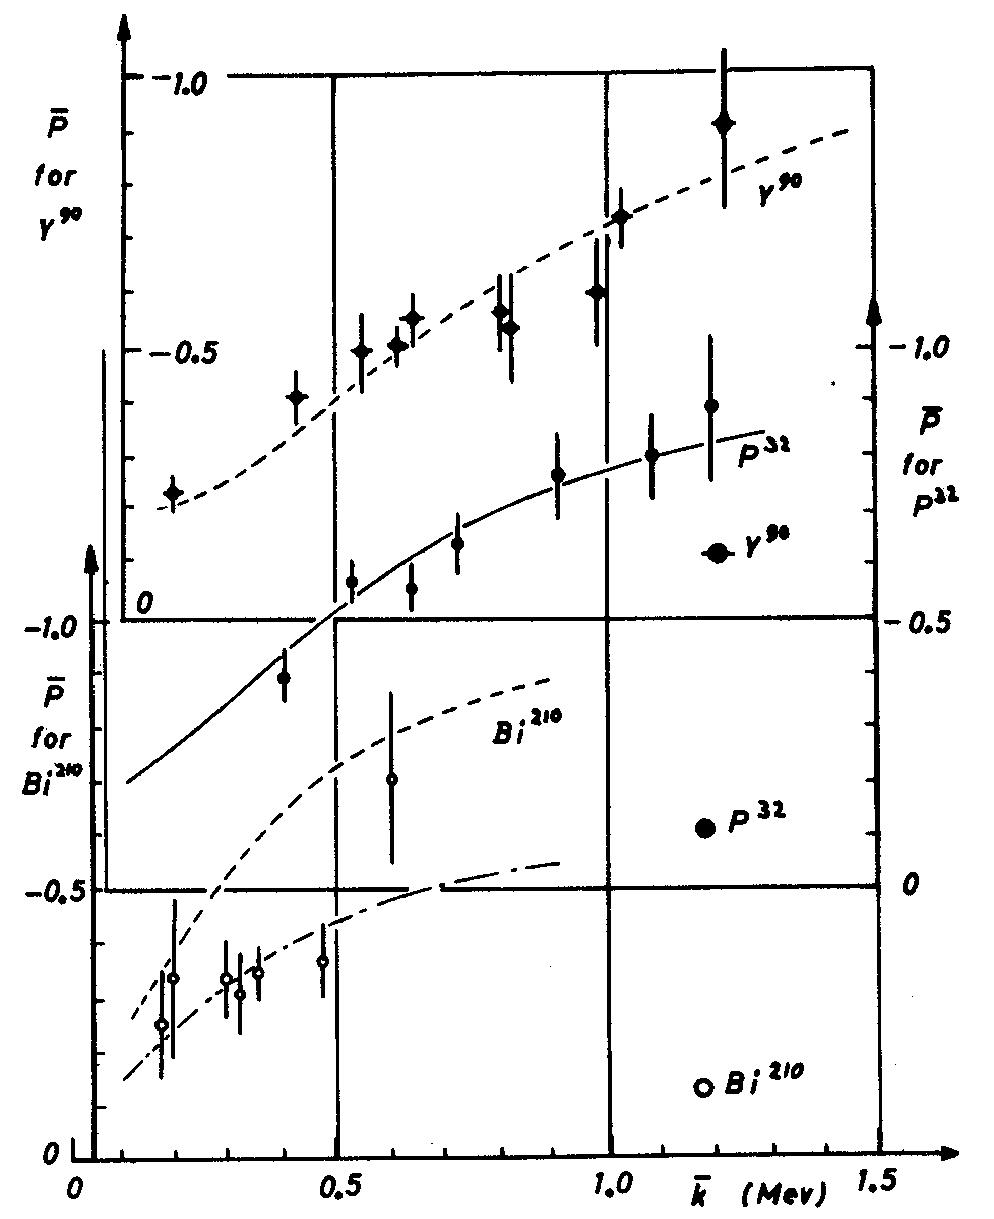 -1.0
P̄
for
Y⁹⁰
Y⁹⁰
-0.5
-1.0
P̄
for
P³²
P³²
Y⁹⁰
0
-1.0
-0.5
P̄
for
Bi²¹⁰
Bi²¹⁰
P³²
-0.5
0
Bi²¹⁰
0
0 0.5 1.0 k̄ (Mev) 1.5